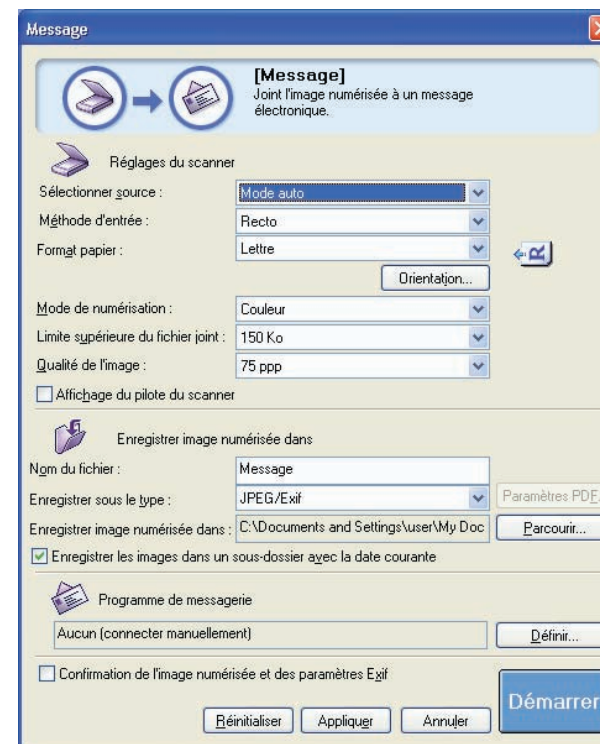 Message
[Message]
Joint l'image numérisée à un message
électronique.
Réglages du scanner
Sélectionner source :
Mode auto
Méthode d'entrée :
Recto
Format papier :
Lettre
R
Orientation...
Mode de numérisation :
Couleur
Limite supérieure du fichier joint :
150 Ko
Qualité de l'image :
75 ppp
Affichage du pilote du scanner
Enregistrer image numérisée dans
Nom du fichier :
Message
Enregistrer sous le type :
JPEG/Exif
Paramètres PDF.
Enregistrer image numérisée dans :
C:\Documents and Settings\user\My Doc
Parcourir...
Enregistrer les images dans un sous-dossier avec la date courante
Programme de messagerie
Aucun (connecter manuellement)
Définir...
Confirmation de l'image numérisée et des paramètres Exif
Démarrer
Réinitialiser
Appliquer
Annuler